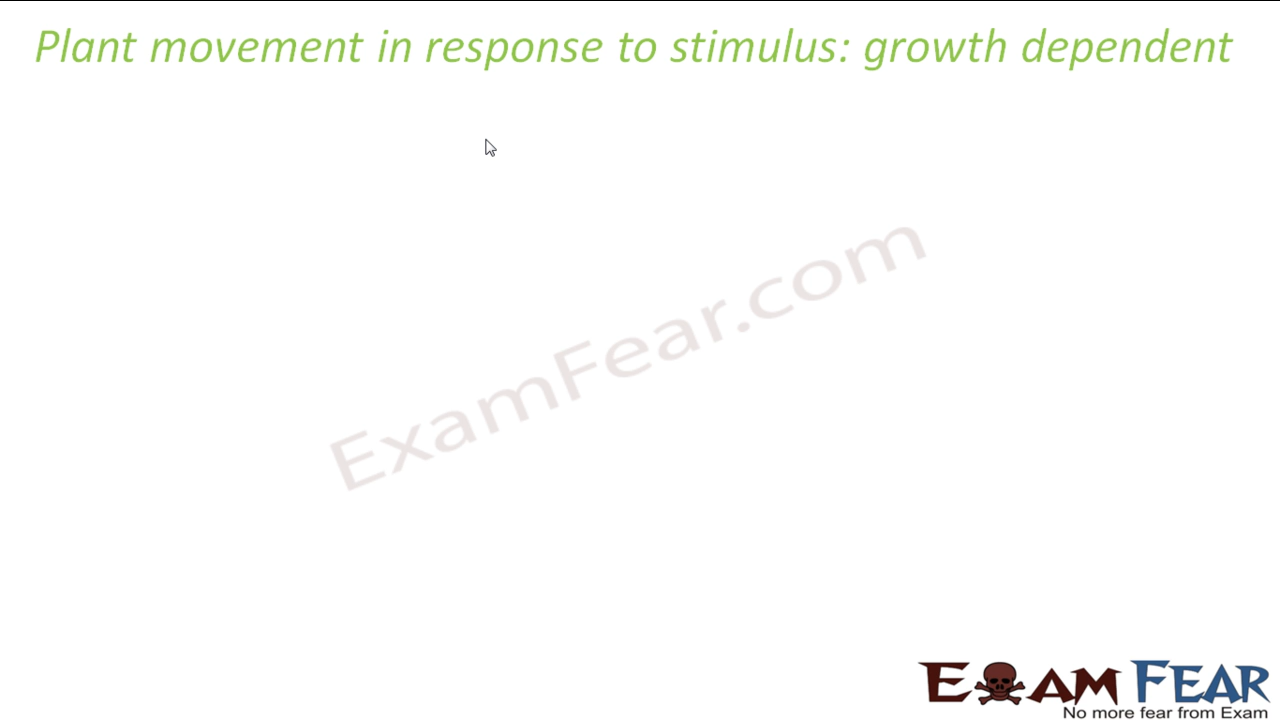 Plant movement in response to stimulus: growth dependent
ExamFear.com
EXAM FEAR
No more fear from Exam